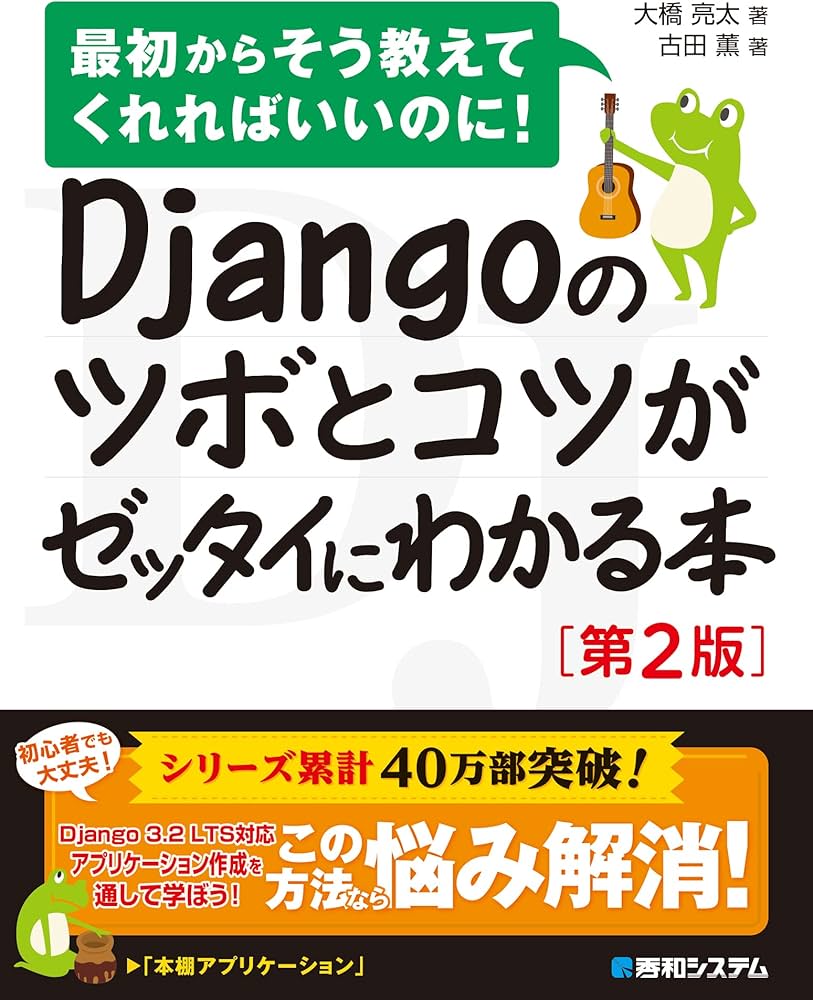 大橋 亮太 著
古田 薫 著
最初からそう教えて
くれればいいのに!
Djangoの
ツボとコツが
ゼッタイにわかる本
[第2版]
初心者でも
大丈夫!
シリーズ累計40万部突破!
Django 3.2 LTS対応
アプリケーション作成を
通して学ぼう!
この
方法なら
悩み解消!
▶「本棚アプリケーション」
秀和システム